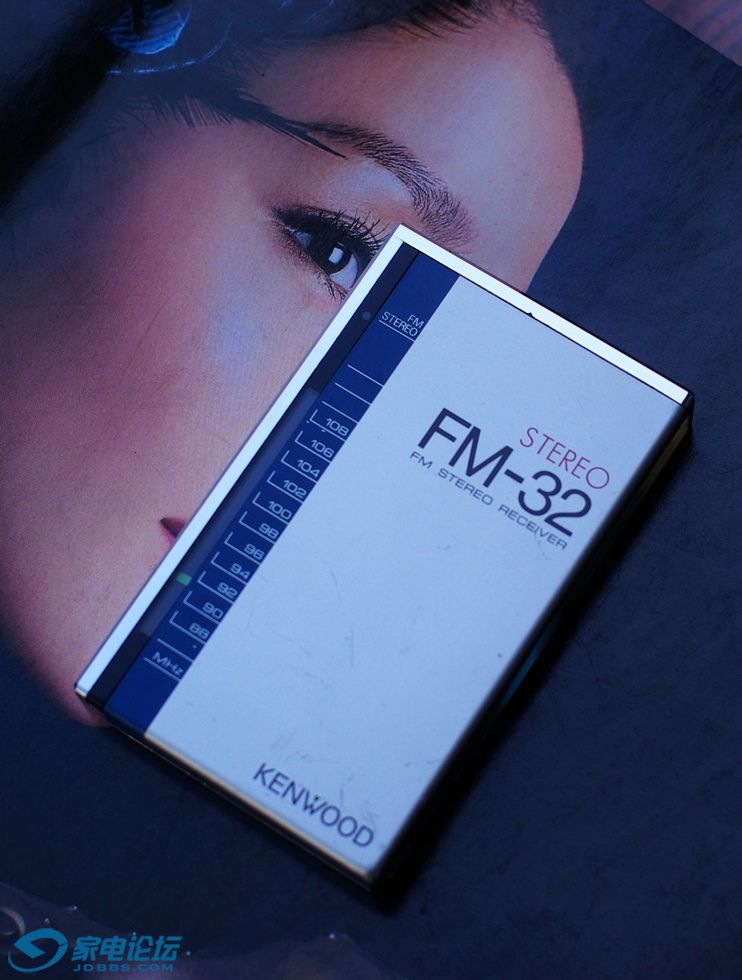 FM
STEREO
108
106
104
102
100
98
96
94
92
90
88
MHz
STEREO
FM-32
FM STEREO RECEIVER
KENWOOD
家电论坛
JDBBS.COM